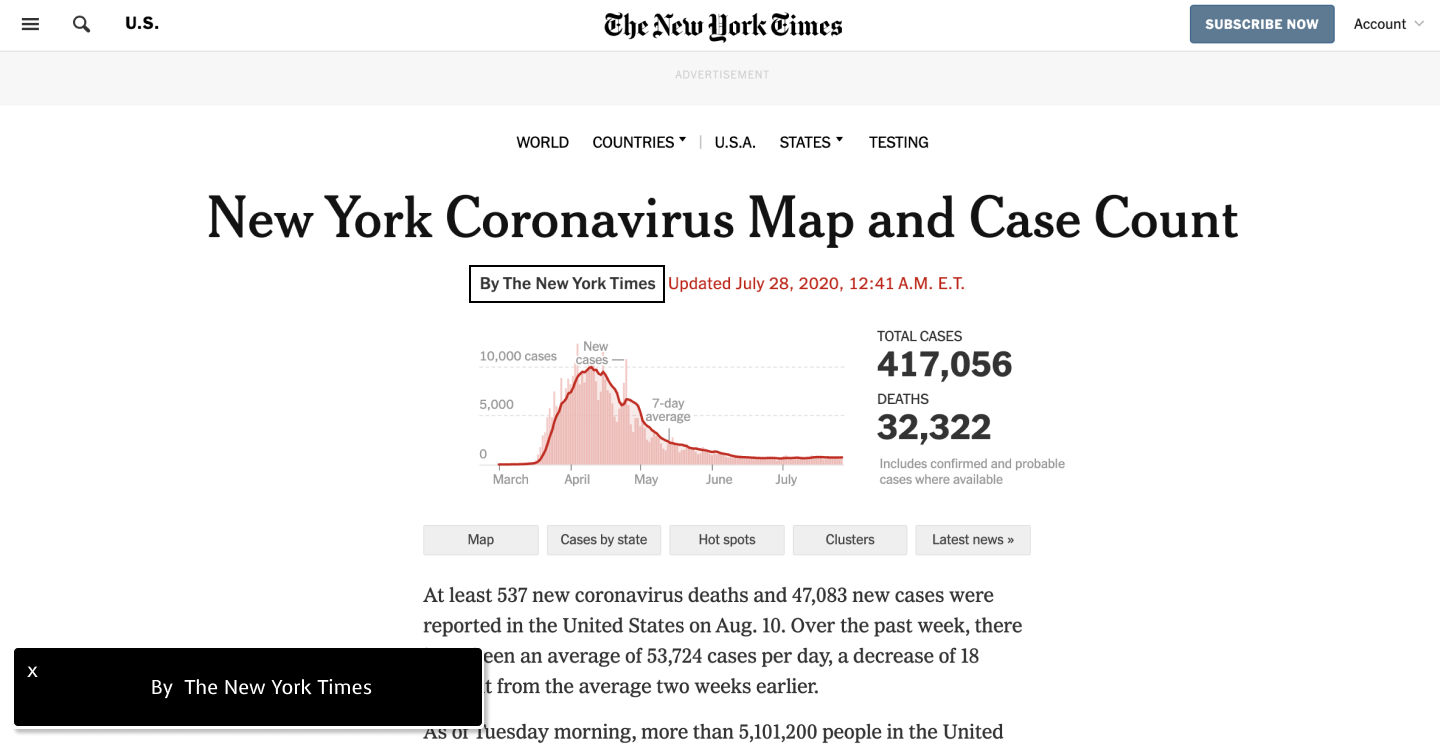 U.S.
The New York Times
SUBSCRIBE NOW
Account
ADVERTISEMENT
WORLD COUNTRIES | U.S.A. STATES TESTING
New York Coronavirus Map and Case Count
By The New York Times Updated July 28, 2020, 12:41 A.M. E.T.
10,000 cases
New
cases
5,000
7-day
average
0
March April May June July
TOTAL CASES
417,056
DEATHS
32,322
Includes confirmed and probable
cases where available
Map
Cases by state
Hot spots
Clusters
Latest news »
At least 537 new coronavirus deaths and 47,083 new cases were
reported in the United States on Aug. 10. Over the past week, there
an average of 53,724 cases per day, a decrease of 18
from the average two weeks earlier.
As of Tuesday morning, more than 5,101,200 people in the United
X
By The New York Times